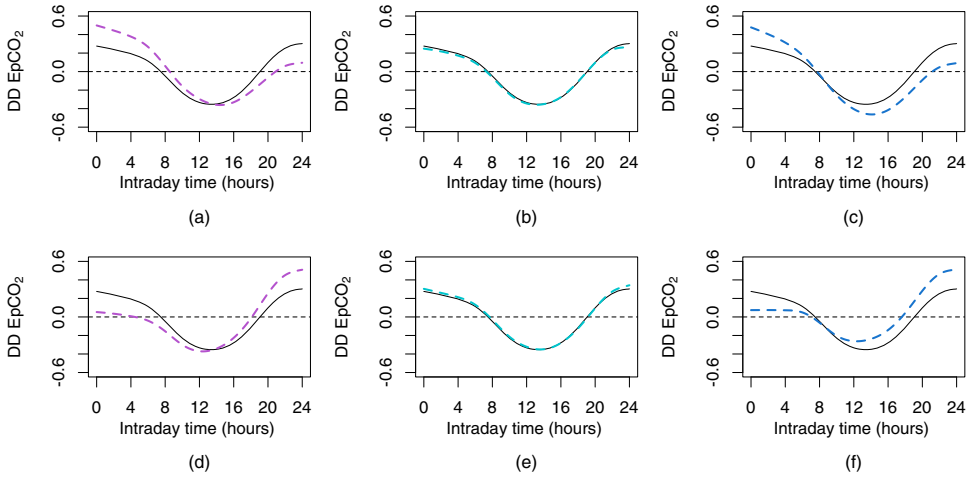 0.6 0.6 0.6
DD EpCO2 DD EpCO2 DD EpCO2
0.0 0.0 0.0
-0.6 -0.6 -0.6
0 4 8 12 16 20 24 0 4 8 12 16 20 24 0 4 8 12 16 20 24
Intraday time (hours) Intraday time (hours) Intraday time (hours)
(a) (b) (c)
0.6 0.6 0.6
DD EpCO2 DD EpCO2 DD EpCO2
0.0 0.0 0.0
-0.6 -0.6 -0.6
0 4 8 12 16 20 24 0 4 8 12 16 20 24 0 4 8 12 16 20 24
Intraday time (hours) Intraday time (hours) Intraday time (hours)
(d) (e) (f)